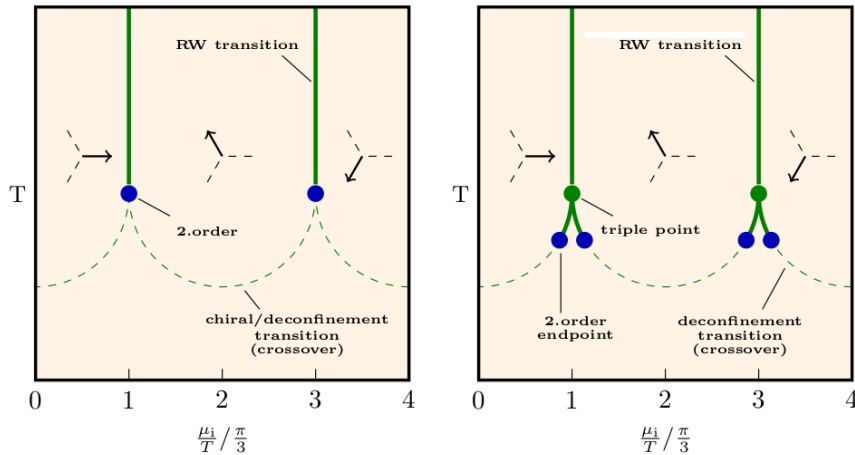 RW transition
T
2.order
chiral/deconfinement
transition
(crossover)
0 1 2 3 4
μi/T / π/3
RW transition
T
triple point
2.order
endpoint
deconfinement
transition
(crossover)
0 1 2 3 4
μi/T / π/3